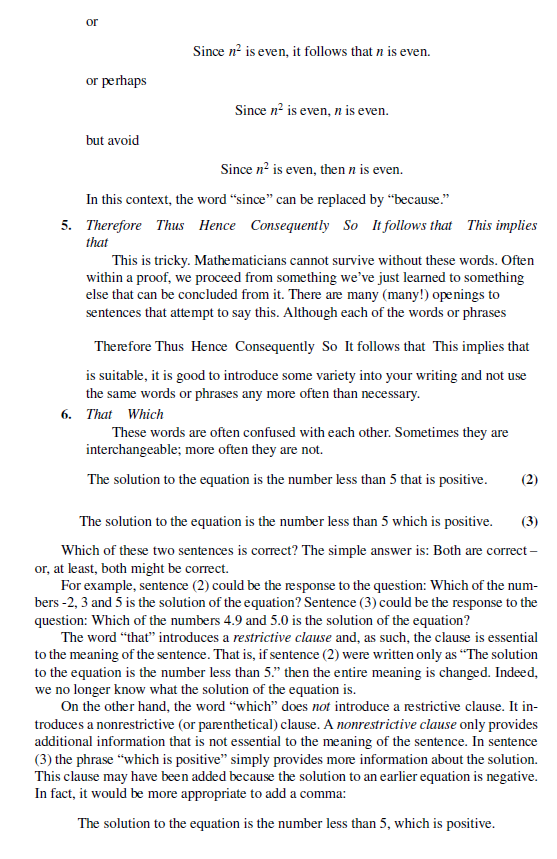 or
Since n² is even, it follows that n is even.
or perhaps
Since n² is even, n is even.
but avoid
Since n² is even, then n is even.
In this context, the word “since” can be replaced by “because.”
5. Therefore Thus Hence Consequently So It follows that This implies
that
This is tricky. Mathematicians cannot survive without these words. Often
within a proof, we proceed from something we’ve just learned to something
else that can be concluded from it. There are many (many!) openings to
sentences that attempt to say this. Although each of the words or phrases
Therefore Thus Hence Consequently So It follows that This implies that
is suitable, it is good to introduce some variety into your writing and not use
the same words or phrases any more often than necessary.
6. That Which
These words are often confused with each other. Sometimes they are
interchangeable; more often they are not.
The solution to the equation is the number less than 5 that is positive. (2)
The solution to the equation is the number less than 5 which is positive. (3)
Which of these two sentences is correct? The simple answer is: Both are correct –
or, at least, both might be correct.
For example, sentence (2) could be the response to the question: Which of the num-
bers -2, 3 and 5 is the solution of the equation? Sentence (3) could be the response to the
question: Which of the numbers 4.9 and 5.0 is the solution of the equation?
The word “that” introduces a restrictive clause and, as such, the clause is essential
to the meaning of the sentence. That is, if sentence (2) were written only as “The solution
to the equation is the number less than 5.” then the entire meaning is changed. Indeed,
we no longer know what the solution of the equation is.
On the other hand, the word “which” does not introduce a restrictive clause. It in-
troduces a nonrestrictive (or parenthetical) clause. A nonrestrictive clause only provides
additional information that is not essential to the meaning of the sentence. In sentence
(3) the phrase “which is positive” simply provides more information about the solution.
This clause may have been added because the solution to an earlier equation is negative.
In fact, it would be more appropriate to add a comma:
The solution to the equation is the number less than 5, which is positive.